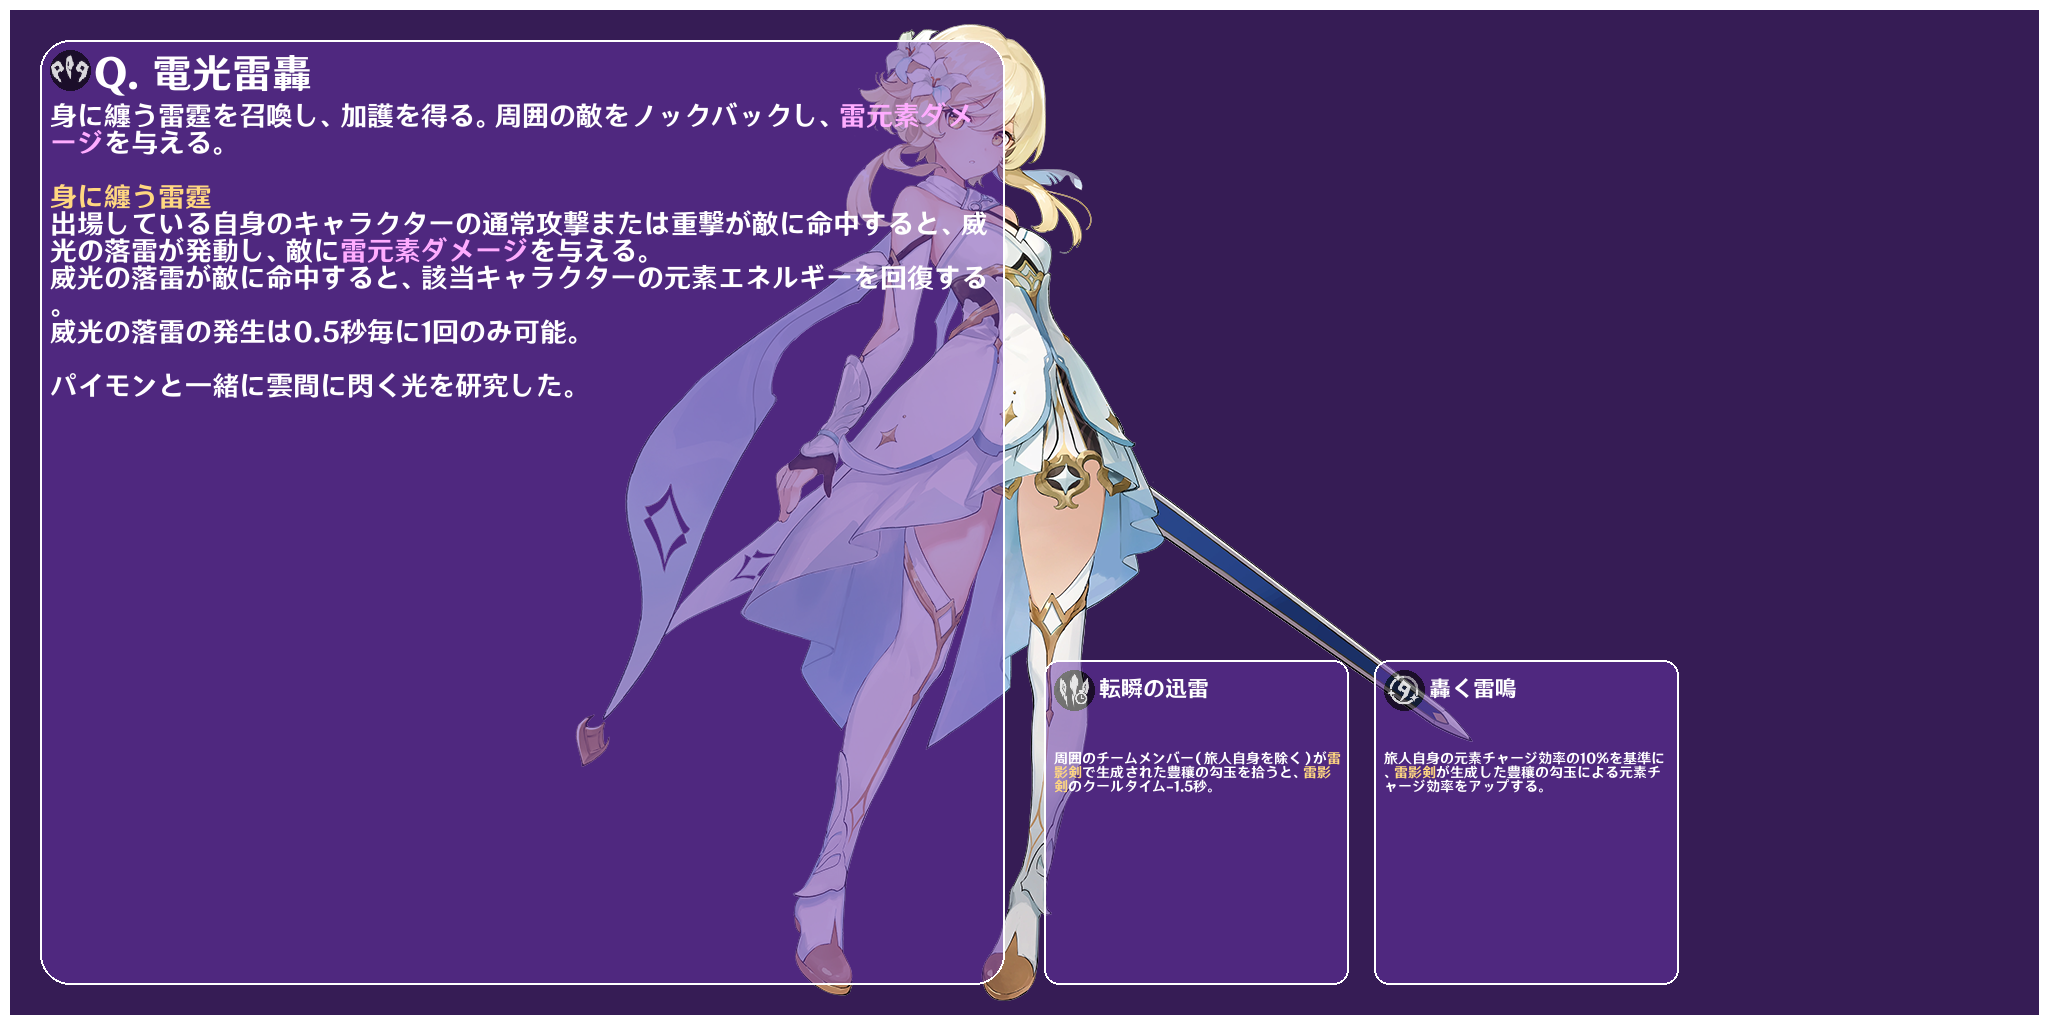 Q. 電光雷轟
身に纏う雷霆を召喚し、加護を得る。周囲の敵をノックバックし、雷元素ダメ
ージを与える。
身に纏う雷霆
出場している自身のキャラクターの通常攻撃または重撃が敵に命中すると、威
光の落雷が発動し、敵に雷元素ダメージを与える。
威光の落雷が敵に命中すると、該当キャラクターの元素エネルギーを回復する
。
威光の落雷の発生は0.5秒毎に1回のみ可能。
パイモンと一緒に雲間に閃く光を研究した。
転瞬の迅雷
周囲のチームメンバー(旅人自身を除く)が雷
影剣で生成された豊穣の勾玉を拾うと、雷影
剣のクールタイム-1.5秒。
轟く雷鳴
旅人自身の元素チャージ効率の10%を基準に
、雷影剣が生成した豊穣の勾玉による元素チ
ャージ効率をアップする。